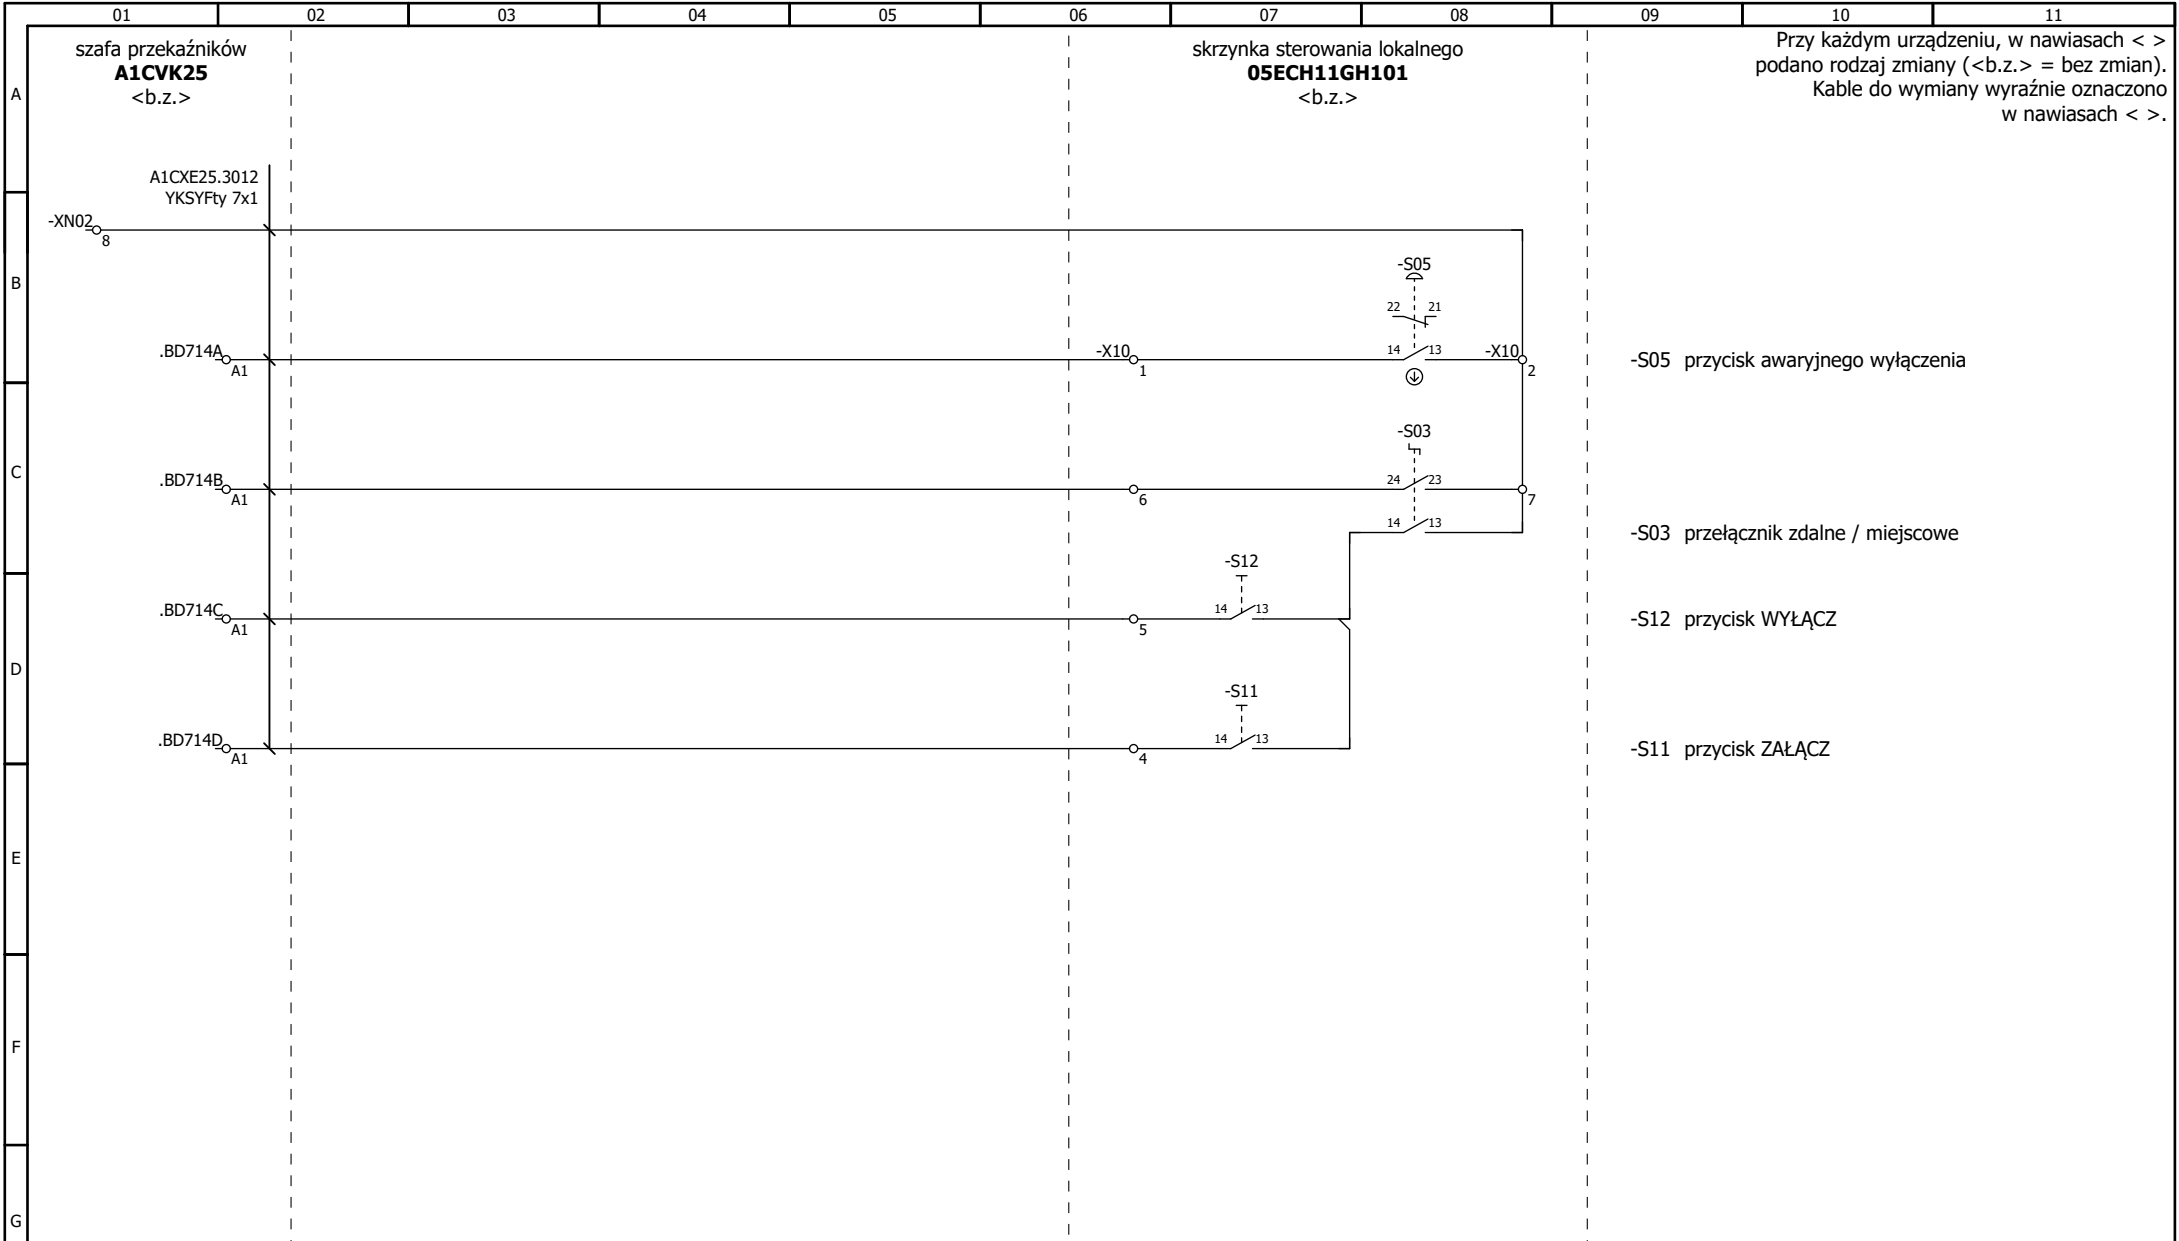 01 02 03 04 05 06 07 08 09 10 11
szafa przekaźników
A1CVK25
<b.z.>
skrzynka sterowania lokalnego
05ECH11GH101
<b.z.>
Przy każdym urządzeniu, w nawiasach < >
podano rodzaj zmiany (<b.z.> = bez zmian).
Kable do wymiany wyraźnie oznaczono
w nawiasach < >.
A
A1CXE25.3012
YKSYFty 7x1
-XN02
8
B
-S05
22 21
.BD714A
A1
-X10
1
14 13
-X10
2
-S05 przycisk awaryjnego wyłączenia
-S03
C
.BD714B
A1
6
24 23
7
14 13
-S03 przełącznik zdalne / miejscowe
-S12
.BD714C
A1
5
14 13
-S12 przycisk WYŁĄCZ
D
-S11
.BD714D
A1
4
14 13
-S11 przycisk ZAŁĄCZ
E
F
G